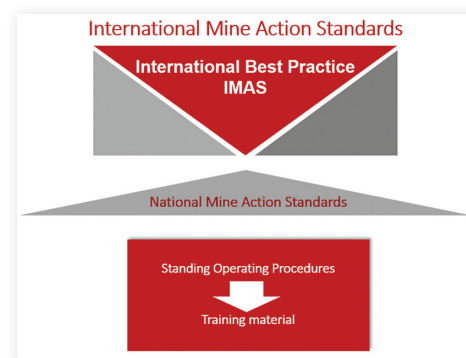 International Mine Action Standards
International Best Practice
IMAS
National Mine Action Standards
Standing Operating Procedures
Training material